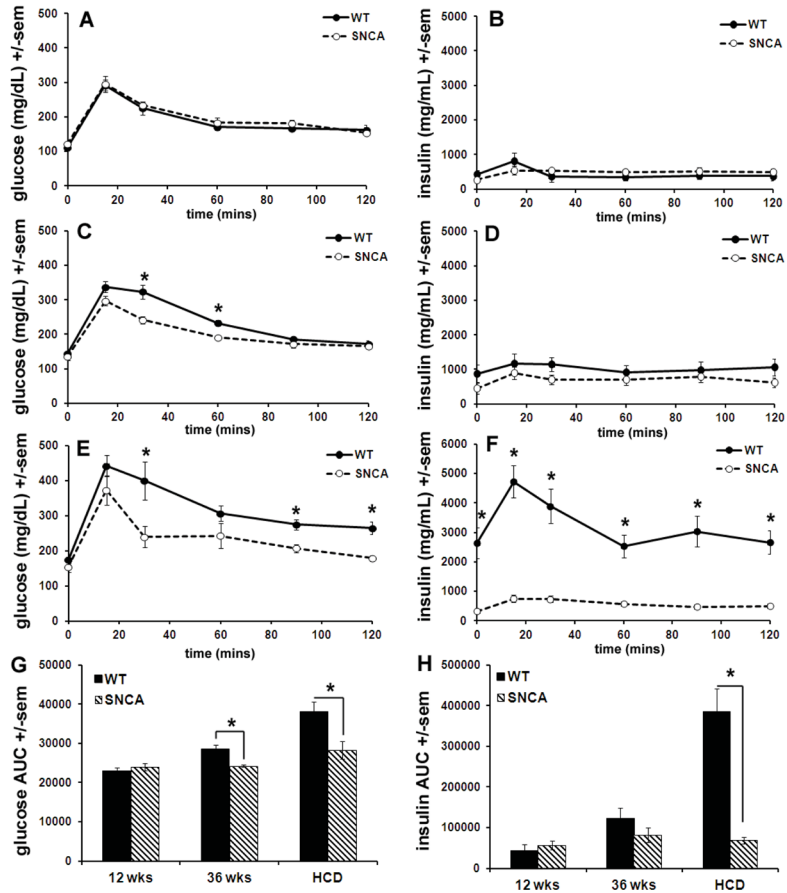 A
WT
SNCA
glucose (mg/dL) +/-sem
500
400
300
200
100
0
0 20 40 60 80 100 120
time (mins)
B
WT
SNCA
insulin (mg/mL) +/-sem
5000
4000
3000
2000
1000
0
0 20 40 60 80 100 120
time (mins)
C
WT
SNCA
glucose (mg/dL) +/-sem
500
400
300
200
100
0
* *
0 20 40 60 80 100 120
time (mins)
D
WT
SNCA
insulin (mg/mL) +/-sem
5000
4000
3000
2000
1000
0
0 20 40 60 80 100 120
time (mins)
E
WT
SNCA
glucose (mg/dL) +/-sem
500
400
300
200
100
0
* * *
0 20 40 60 80 100 120
time (mins)
F
WT
SNCA
insulin (mg/mL) +/-sem
6000
5000
4000
3000
2000
1000
0
* * * * * *
0 20 40 60 80 100 120
time (mins)
G
WT
SNCA
glucose AUC +/-sem
50000
40000
30000
20000
10000
0
* *
12 wks 36 wks HCD
H
WT
SNCA
insulin AUC +/-sem
500000
400000
300000
200000
100000
0
*
12 wks 36 wks HCD